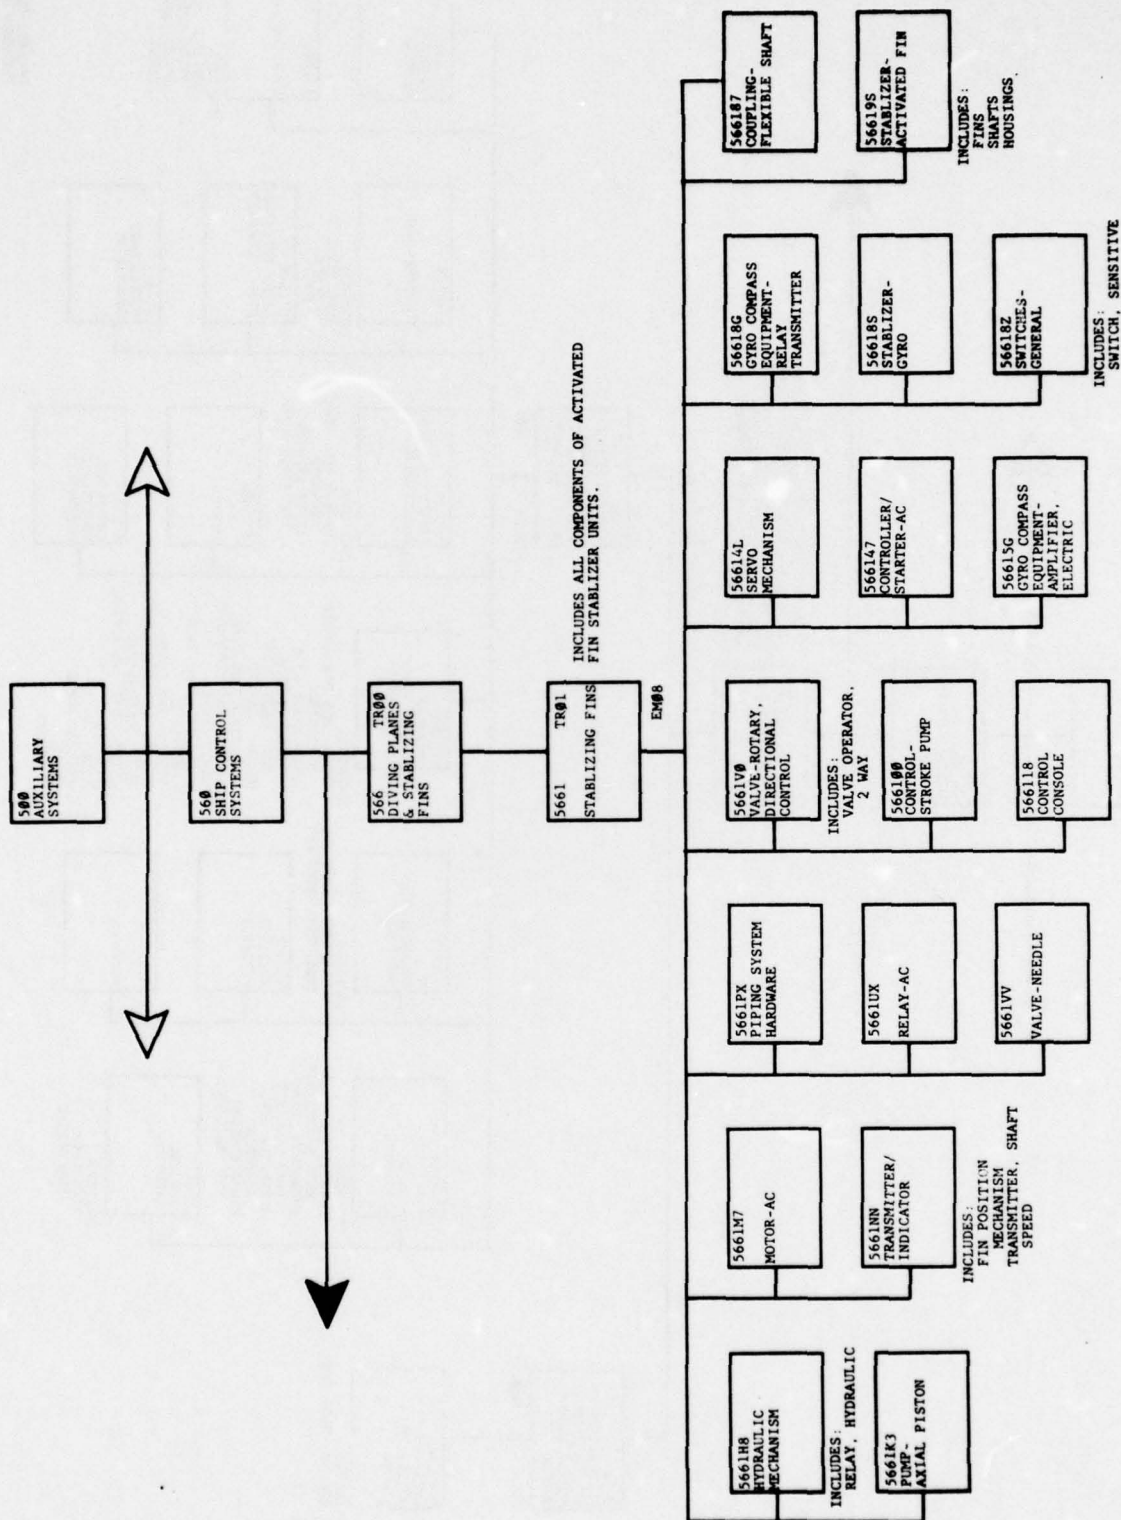 500
AUXILIARY
SYSTEMS
560
SHIP CONTROL
SYSTEMS
566 TR00
DIVING PLANES
& STABLIZING
FINS
5661 TR01
STABLIZING FINS
INCLUDES ALL COMPONENTS OF ACTIVATED
FIN STABLIZER UNITS.
EM08
5661H8
HYDRAULIC
MECHANISM
INCLUDES:
RELAY, HYDRAULIC
5661K3
PUMP-
AXIAL PISTON
5661M7
MOTOR-AC
5661NN
TRANSMITTER/
INDICATOR
INCLUDES:
FIN POSITION
MECHANISM
TRANSMITTER, SHAFT
SPEED
5661PX
PIPING SYSTEM
HARDWARE
5661UX
RELAY-AC
5661VV
VALVE-NEEDLE
5661V0
VALVE-ROTARY,
DIRECTIONAL
CONTROL
INCLUDES:
VALVE OPERATOR,
2 WAY
566100
CONTROL-
STROKE PUMP
566118
CONTROL
CONSOLE
56614L
SERVO
MECHANISM
566147
CONTROLLER/
STARTER-AC
56615G
GYRO COMPASS
EQUIPMENT-
AMPLIFIER,
ELECTRIC
56618G
GYRO COMPASS
EQUIPMENT-
RELAY
TRANSMITTER
56618S
STABLIZER-
GYRO
56618Z
SWITCHES-
GENERAL
INCLUDES:
SWITCH, SENSITIVE
566187
COUPLING-
FLEXIBLE SHAFT
56619S
STABLIZER-
ACTIVATED FIN
INCLUDES:
FINS
SHAFTS
HOUSINGS.